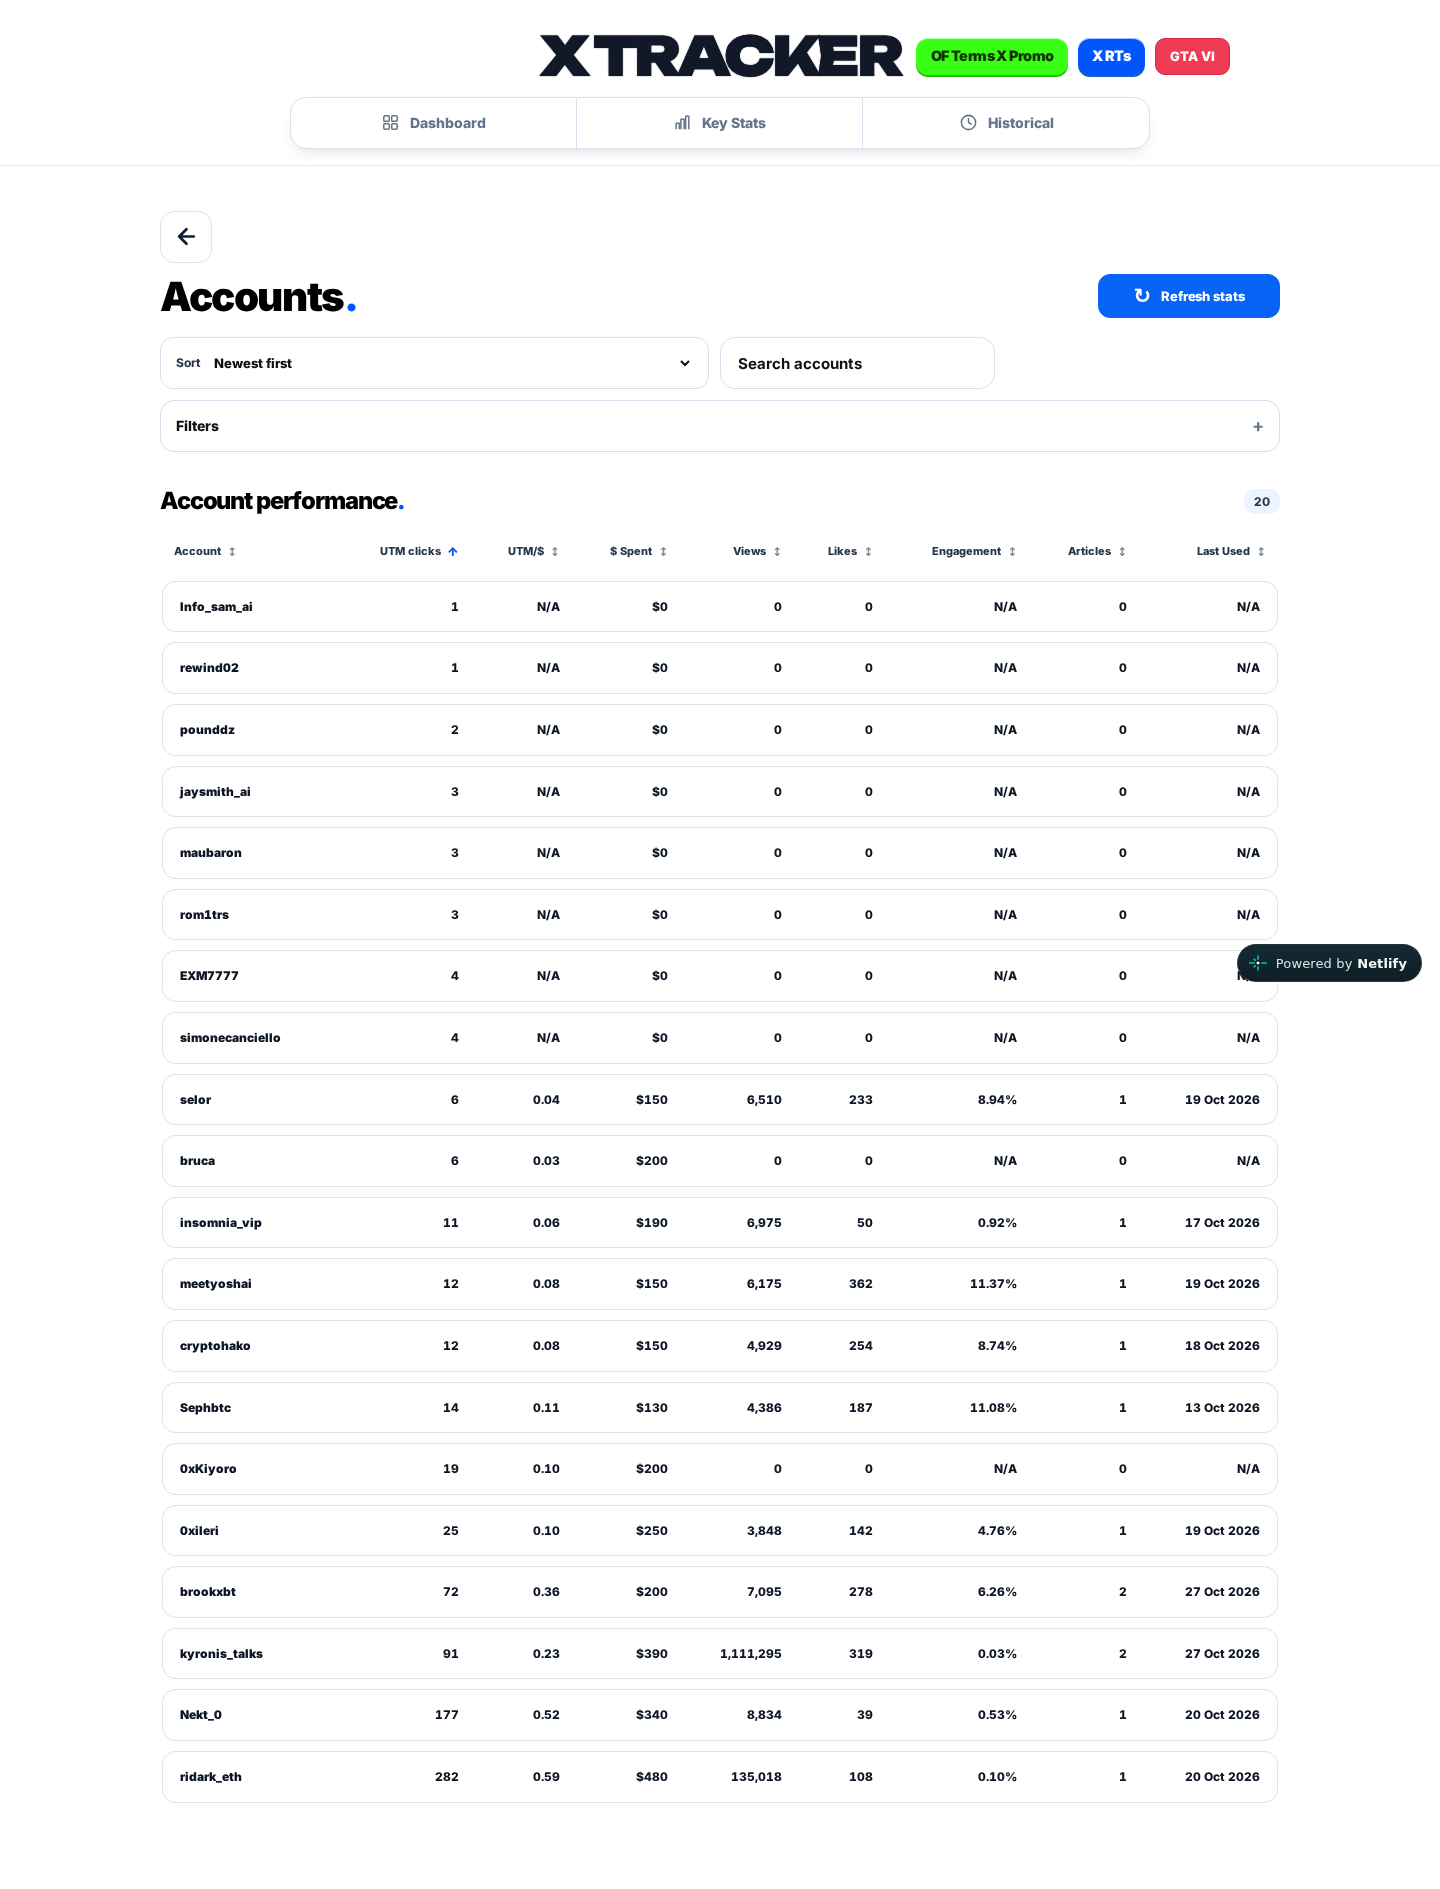 XTRACKER OF Terms X Promo X RTs GTA VI
Dashboard Key Stats Historical
Accounts.
↻ Refresh stats
Sort Newest first
Search accounts
Filters +
Account performance. 20
Account ↕ UTM clicks ↑ UTM/$ ↕ $ Spent ↕ Views ↕ Likes ↕ Engagement ↕ Articles ↕ Last Used ↕
Info_sam_ai 1 N/A $0 0 0 N/A 0 N/A
rewind02 1 N/A $0 0 0 N/A 0 N/A
pounddz 2 N/A $0 0 0 N/A 0 N/A
jaysmith_ai 3 N/A $0 0 0 N/A 0 N/A
maubaron 3 N/A $0 0 0 N/A 0 N/A
rom1trs 3 N/A $0 0 0 N/A 0 N/A
EXM7777 4 N/A $0 0 0 N/A 0
Powered by Netlify
simonecanciello 4 N/A $0 0 0 N/A 0 N/A
selor 6 0.04 $150 6,510 233 8.94% 1 19 Oct 2026
bruca 6 0.03 $200 0 0 N/A 0 N/A
insomnia_vip 11 0.06 $190 6,975 50 0.92% 1 17 Oct 2026
meetyoshai 12 0.08 $150 6,175 362 11.37% 1 19 Oct 2026
cryptohako 12 0.08 $150 4,929 254 8.74% 1 18 Oct 2026
Sephbtc 14 0.11 $130 4,386 187 11.08% 1 13 Oct 2026
0xKiyoro 19 0.10 $200 0 0 N/A 0 N/A
0xileri 25 0.10 $250 3,848 142 4.76% 1 19 Oct 2026
brookxbt 72 0.36 $200 7,095 278 6.26% 2 27 Oct 2026
kyronis_talks 91 0.23 $390 1,111,295 319 0.03% 2 27 Oct 2026
Nekt_0 177 0.52 $340 8,834 39 0.53% 1 20 Oct 2026
ridark_eth 282 0.59 $480 135,018 108 0.10% 1 20 Oct 2026